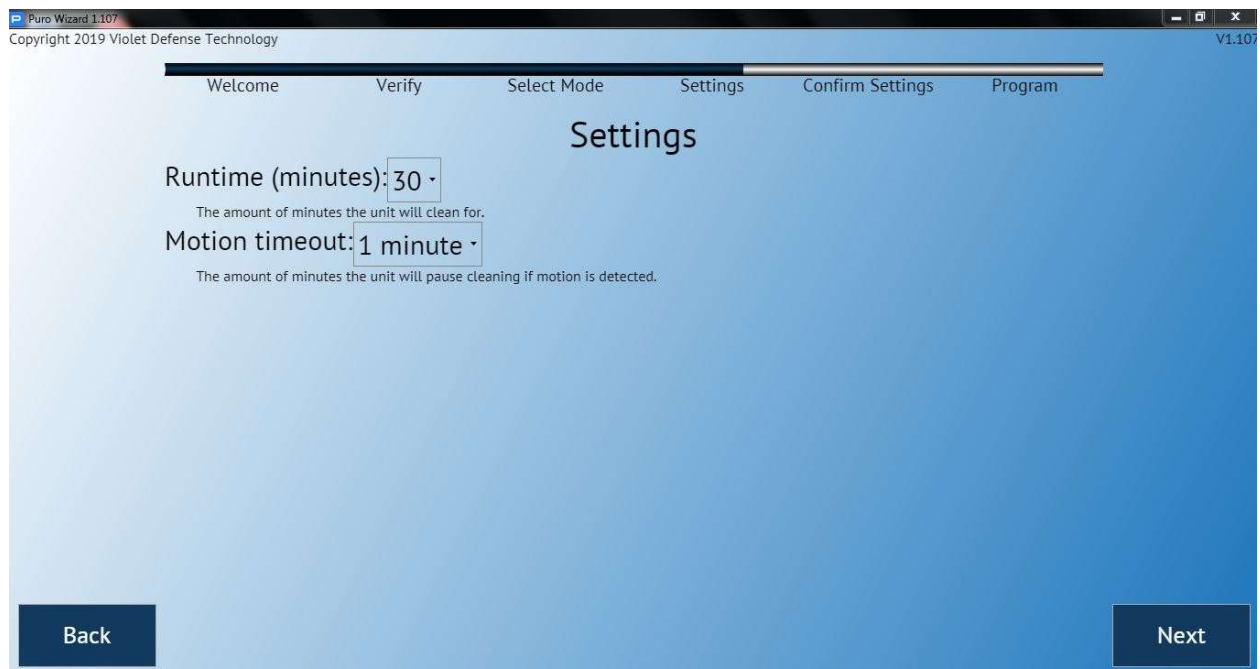 Puro Wizard 1.107
Copyright 2019 Violet Defense Technology V1.107
Welcome Verify Select Mode Settings Confirm Settings Program
Settings
Runtime (minutes): 30
The amount of minutes the unit will clean for.
Motion timeout: 1 minute
The amount of minutes the unit will pause cleaning if motion is detected.
Back Next